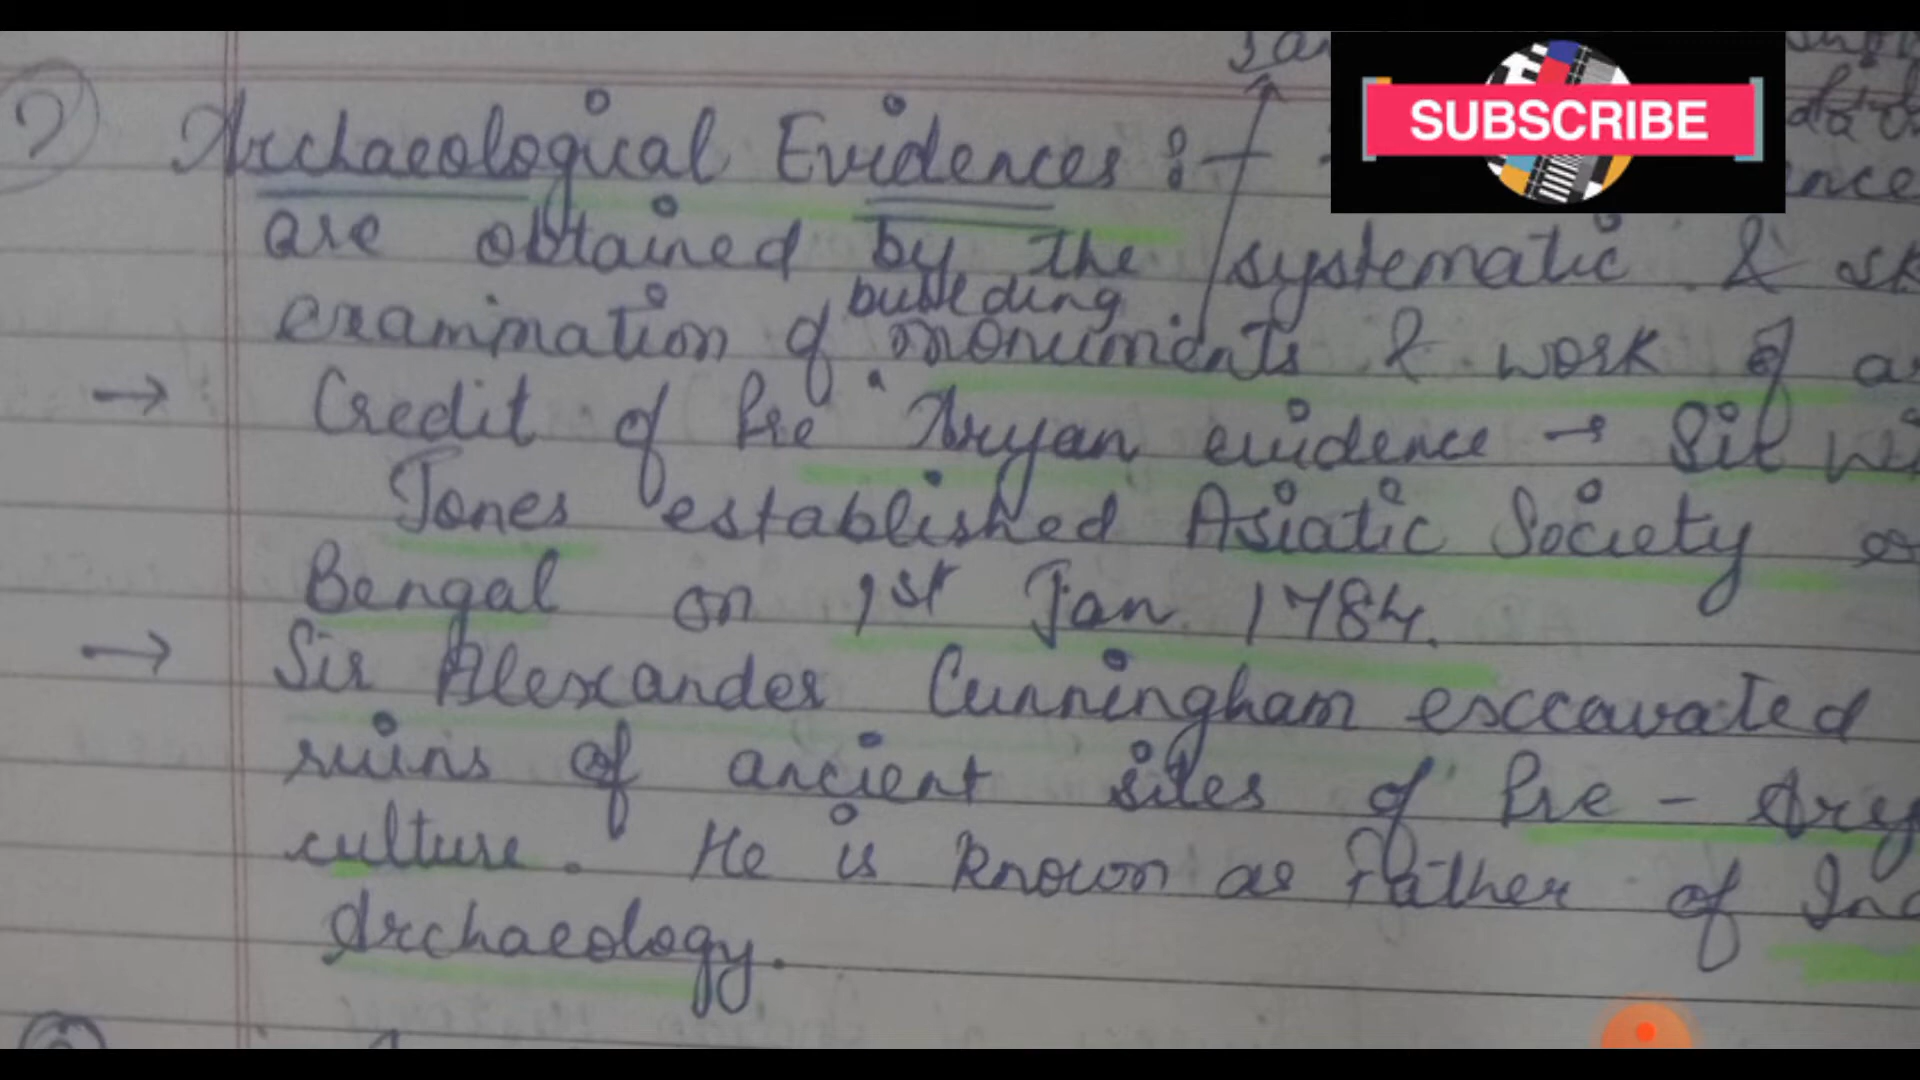 SUBSCRIBE
Archaeological Evidences :-
are obtained by the systematic &
building
examination of monuments & work of
→ Credit of Pre Aryan evidence → Sir
Jones established Asiatic Society
Bengal on 1st Jan 1784.
→ Sir Alexander Cunningham esccavated
ruins of ancient sites of Pre -
culture. He is known as Father of
Archaeology.